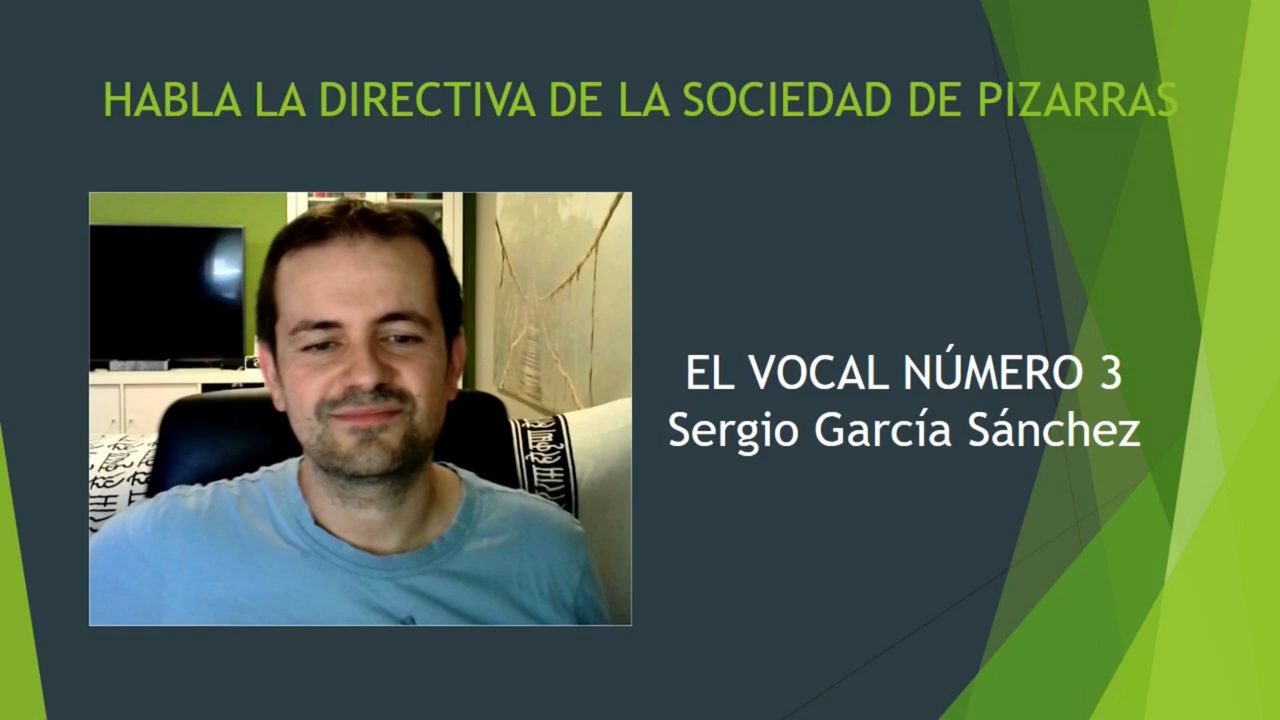 HABLA LA DIRECTIVA DE LA SOCIEDAD DE PIZARRAS
EL VOCAL NÚMERO 3
Sergio García Sánchez